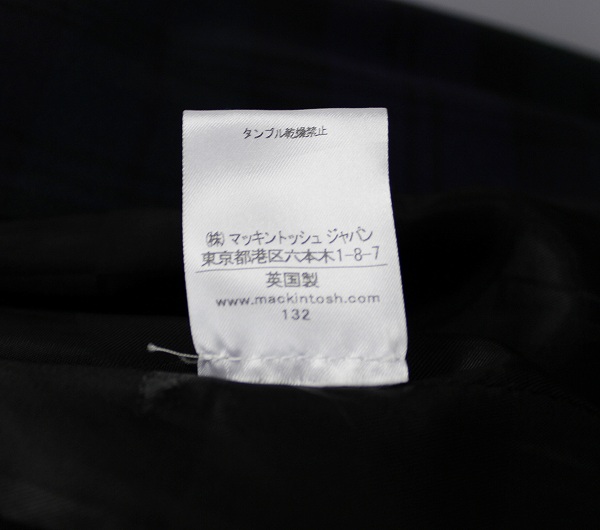 タンブル乾燥禁止
㈱ マッキントッシュ ジャパン
東京都港区六本木1-8-7
英国製
www.mackintosh.com
132